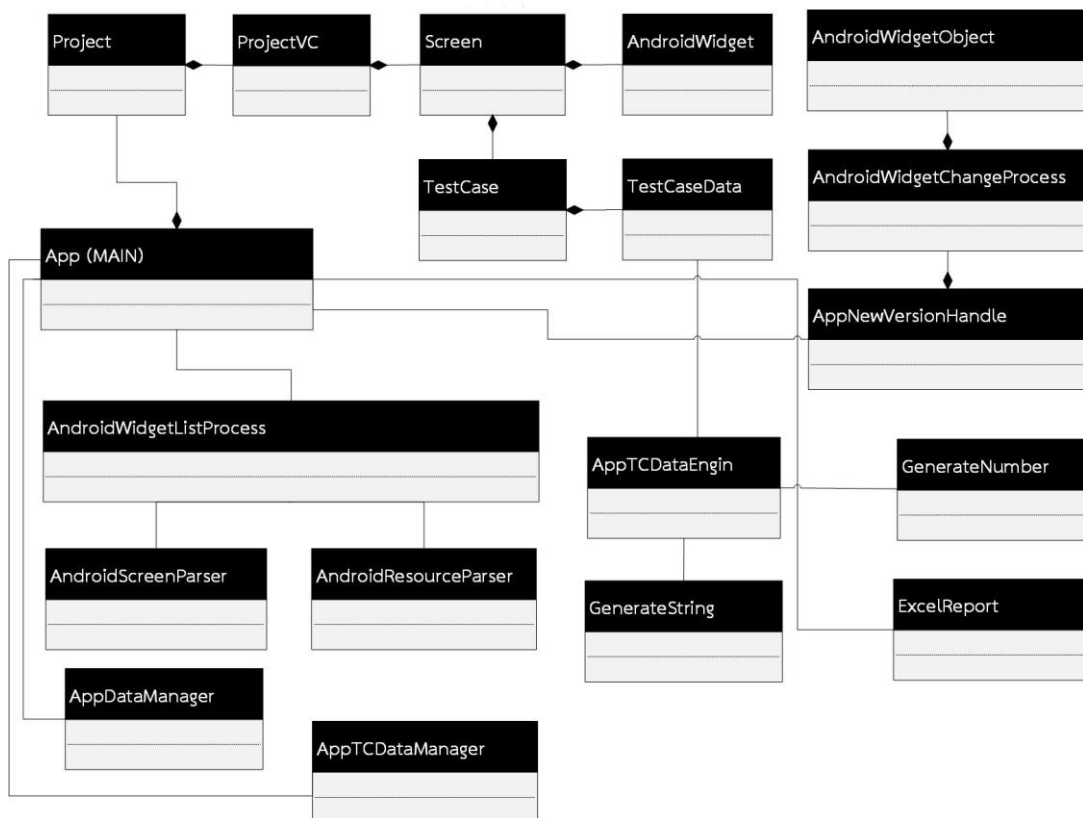 Project
ProjectVC
Screen
AndroidWidget
AndroidWidgetObject
TestCase
TestCaseData
AndroidWidgetChangeProcess
App (MAIN)
AppNewVersionHandle
AndroidWidgetListProcess
AppTCDataEngin
GenerateNumber
AndroidScreenParser
AndroidResourceParser
GenerateString
ExcelReport
AppDataManager
AppTCDataManager